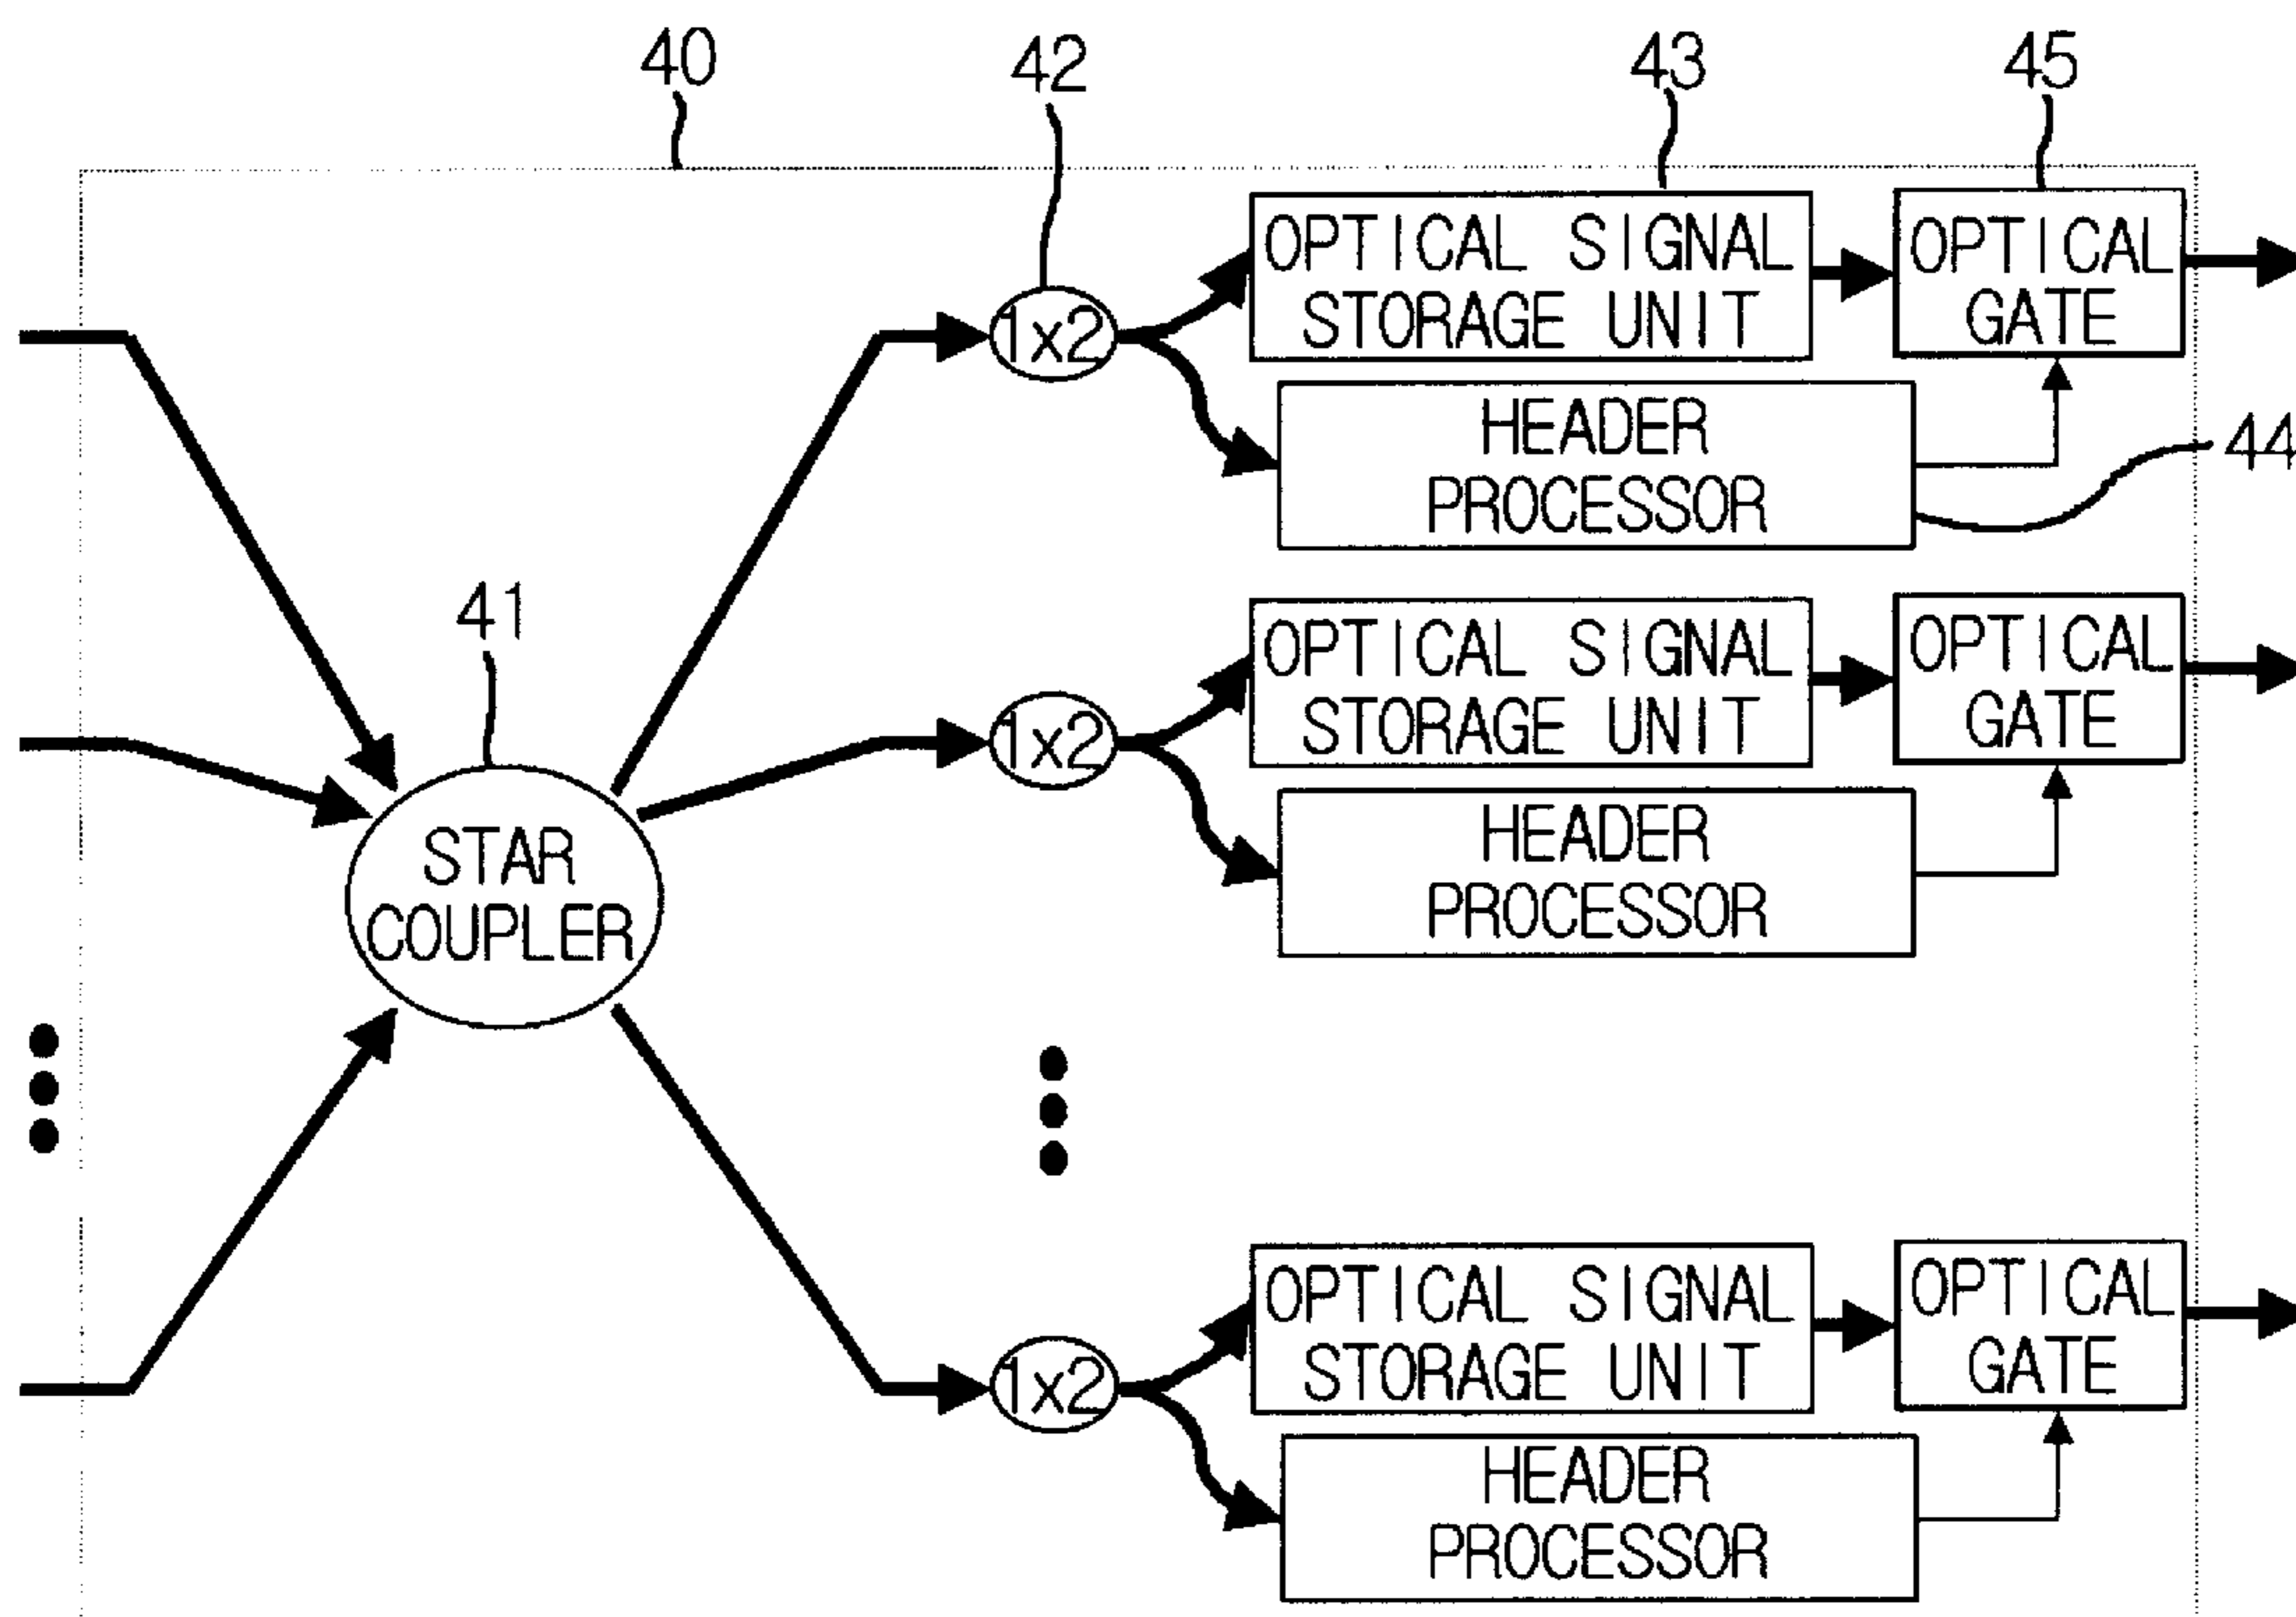 40
42
43
45
OPTICAL SIGNAL
STORAGE UNIT
OPTICAL
GATE
1x2
HEADER
PROCESSOR
44
41
OPTICAL SIGNAL
STORAGE UNIT
OPTICAL
GATE
1x2
HEADER
PROCESSOR
STAR
COUPLER
OPTICAL SIGNAL
STORAGE UNIT
OPTICAL
GATE
1x2
HEADER
PROCESSOR